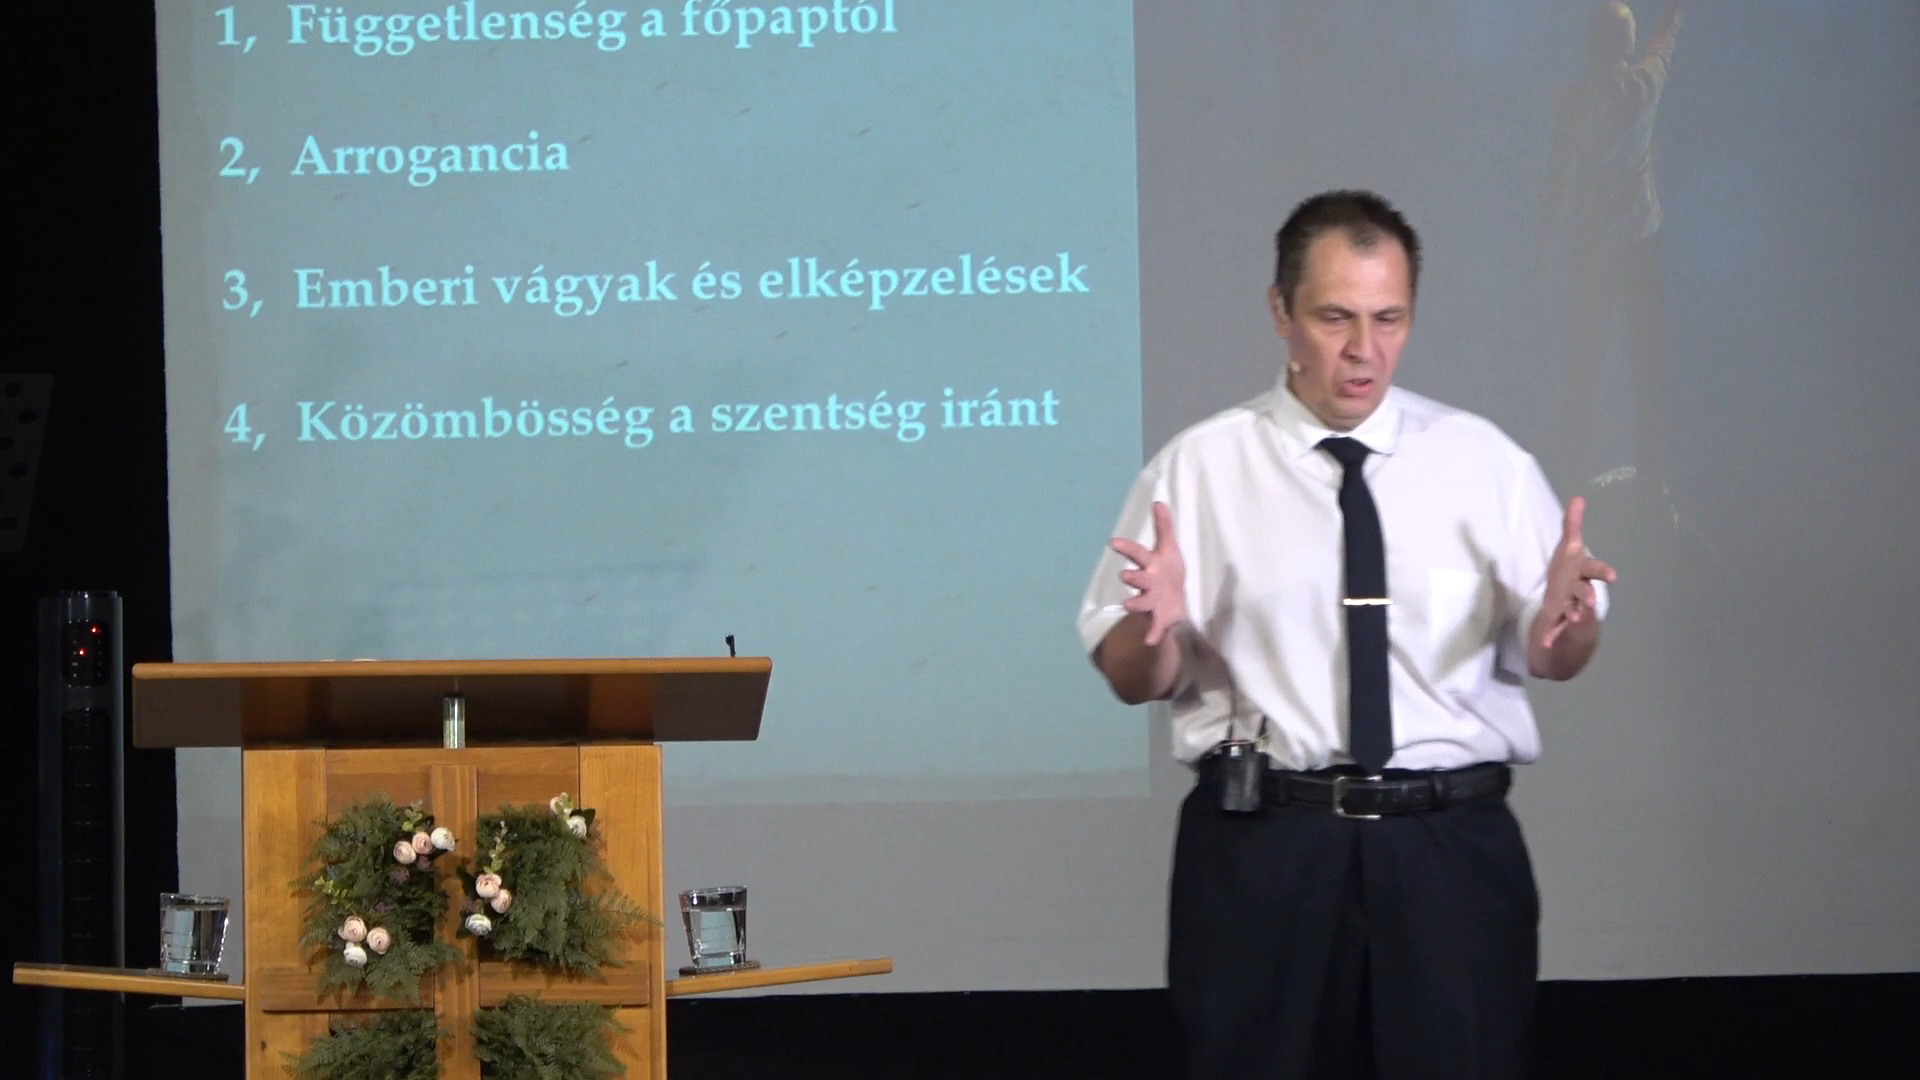 1, Függetlenség a főpaptól
2, Arrogancia
3, Emberi vágyak és elképzelések
4, Közömbösség a szentség iránt